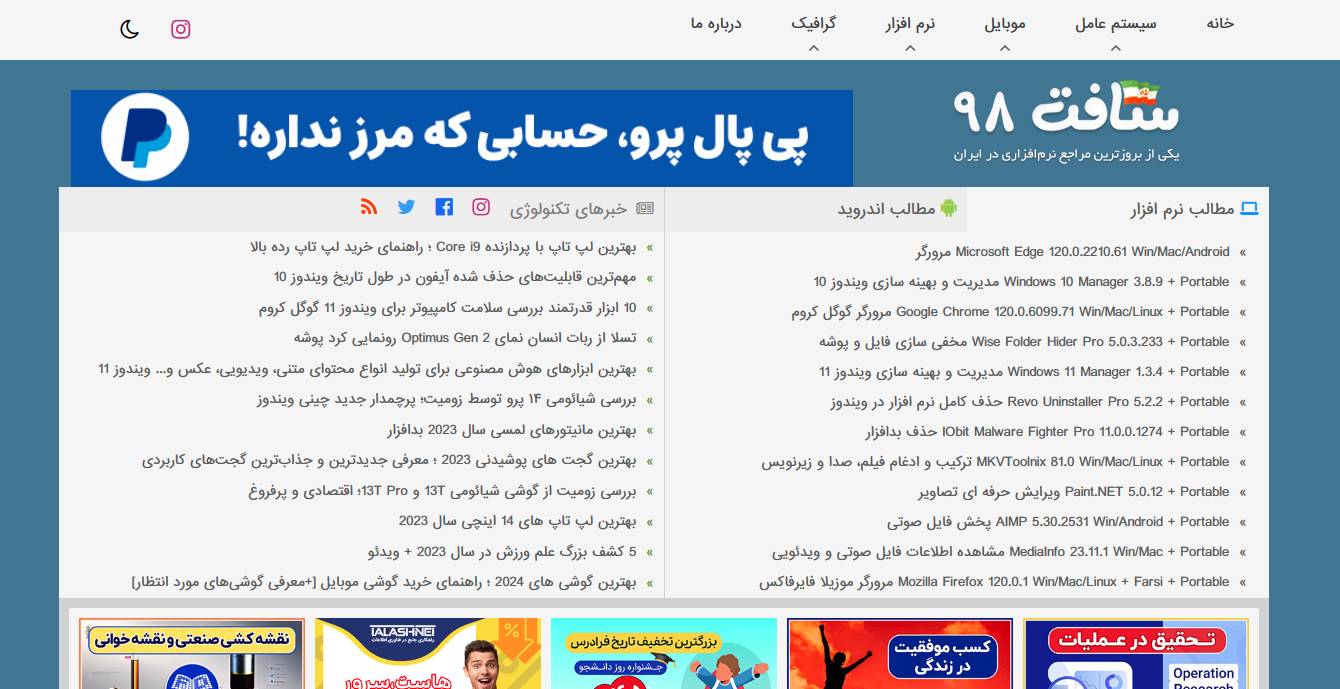 خانه
سیستم عامل
موبایل
نرم افزار
گرافیک
درباره ما
سافت ۹۸
یکی از بروزترین مراجع نرم‌افزاری در ایران
پی پال پرو، حسابی که مرز نداره!
مطالب نرم افزار
مطالب اندروید
خبرهای تکنولوژی
« Microsoft Edge 120.0.2210.61 Win/Mac/Android مرورگر
« Windows 10 Manager 3.8.9 + Portable مدیریت و بهینه سازی ویندوز 10
« Google Chrome 120.0.6099.71 Win/Mac/Linux + Portable مرورگر گوگل کروم
« Wise Folder Hider Pro 5.0.3.233 + Portable مخفی سازی فایل و پوشه
« Windows 11 Manager 1.3.4 + Portable مدیریت و بهینه سازی ویندوز 11
« Revo Uninstaller Pro 5.2.2 + Portable حذف کامل نرم افزار در ویندوز
« IObit Malware Fighter Pro 11.0.0.1274 + Portable حذف بدافزار
« MKVToolnix 81.0 Win/Mac/Linux + Portable ترکیب و ادغام فیلم، صدا و زیرنویس
« Paint.NET 5.0.12 + Portable ویرایش حرفه ای تصاویر
« AIMP 5.30.2531 Win/Android + Portable پخش فایل صوتی
« MediaInfo 23.11.1 Win/Mac + Portable مشاهده اطلاعات فایل صوتی و ویدئویی
« Mozilla Firefox 120.0.1 Win/Mac/Linux + Farsi + Portable مرورگر موزیلا فایرفاکس
« بهترین لپ تاپ با پردازنده Core i9 ؛ راهنمای خرید لپ تاپ رده بالا
« مهم‌ترین قابلیت‌های حذف شده آیفون در طول تاریخ ویندوز 10
« 10 ابزار قدرتمند بررسی سلامت کامپیوتر برای ویندوز 11 گوگل کروم
« تسلا از ربات انسان نمای Optimus Gen 2 رونمایی کرد پوشه
« بهترین ابزارهای هوش مصنوعی برای تولید انواع محتوای متنی، ویدیویی، عکس و... ویندوز 11
« بررسی شیائومی ۱۴ پرو توسط زومیت؛ پرچمدار جدید چینی ویندوز
« بهترین مانیتورهای لمسی سال 2023 بدافزار
« بهترین گجت های پوشیدنی 2023 ؛ معرفی جدیدترین و جذاب‌ترین گجت‌های کاربردی
« بررسی زومیت از گوشی شیائومی 13T و 13T Pro؛ اقتصادی و پرفروغ
« بهترین لپ تاپ های 14 اینچی سال 2023
« 5 کشف بزرگ علم ورزش در سال 2023 + ویدئو
« بهترین گوشی های 2024 ؛ راهنمای خرید گوشی موبایل [+معرفی گوشی‌های مورد انتظار]
تحقیق در عملیات
Operation
Research
کسب موفقیت
در زندگی
بزرگترین تخفیف تاریخ فرادرس
جشنواره روز دانشجو
TALASHNET
راهکاری جامع در فناوری اطلاعات
هاست، سرور
نقشه کشی صنعتی و نقشه خوانی